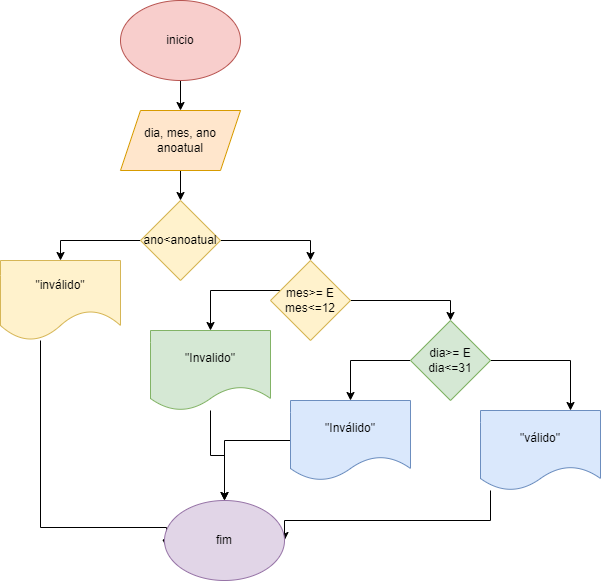 inicio
dia, mes, ano
anoatual
ano<anoatual
"inválido"
mes>= E
mes<=12
"Invalido"
dia>= E
dia<=31
"Inválido"
"válido"
fim